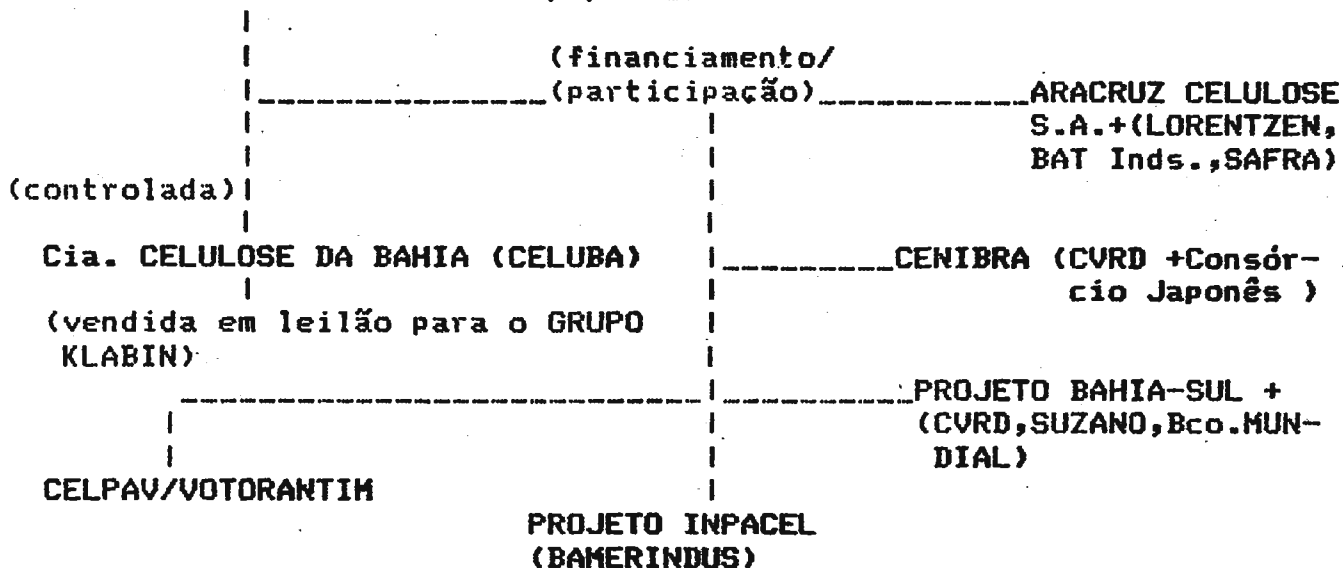 (financiamento/
(participação)
ARACRUZ CELULOSE
S.A.+(LORENTZEN,
BAT Inds.,SAFRA)
(controlada)
Cia. CELULOSE DA BAHIA (CELUBA)
CENIBRA (CVRD +Consór-
cio Japonês )
(vendida em leilão para o GRUPO
KLABIN)
PROJETO BAHIA-SUL +
(CVRD,SUZANO,Bco.MUN-
DIAL)
CELPAV/VOTORANTIM
PROJETO INPACEL
(BAMERINDUS)